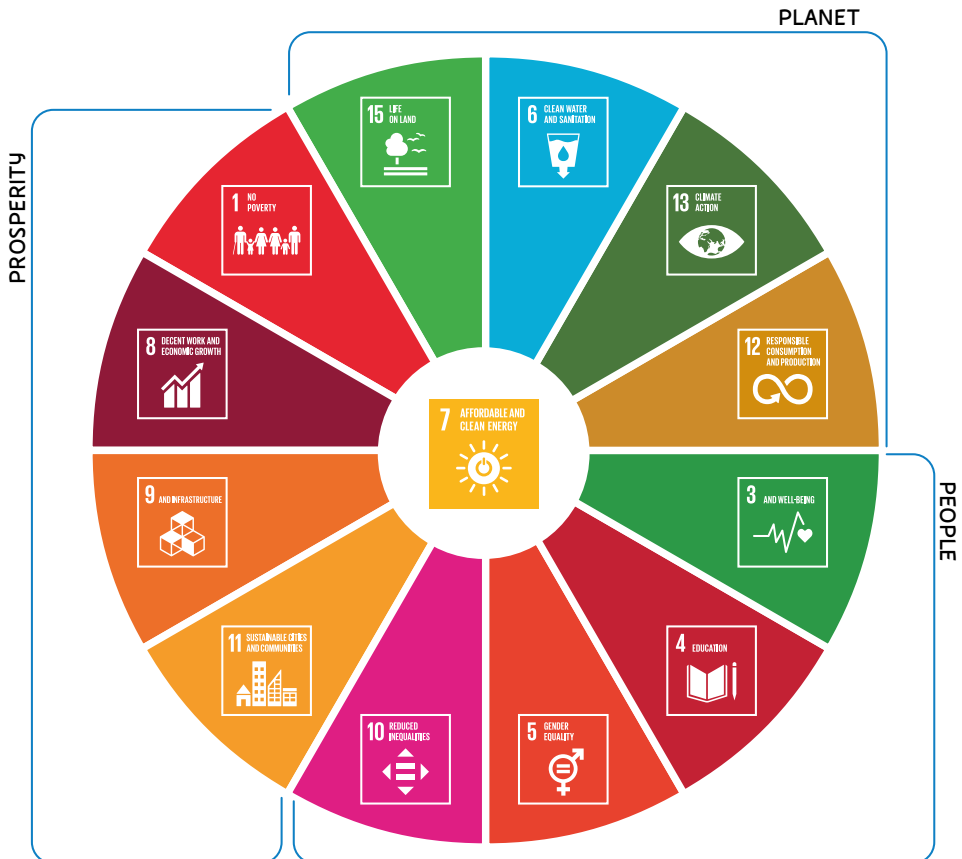 PLANET
PROSPERITY
PEOPLE
15 LIFE
ON LAND
6 CLEAN WATER
AND SANITATION
13 CLIMATE
ACTION
12 RESPONSIBLE
CONSUMPTION
AND PRODUCTION
3 AND WELL-BEING
4 EDUCATION
5 GENDER
EQUALITY
10 REDUCED
INEQUALITIES
11 SUSTAINABLE CITIES
AND COMMUNITIES
9 AND INFRASTRUCTURE
8 DECENT WORK AND
ECONOMIC GROWTH
1 NO
POVERTY
7 AFFORDABLE AND
CLEAN ENERGY